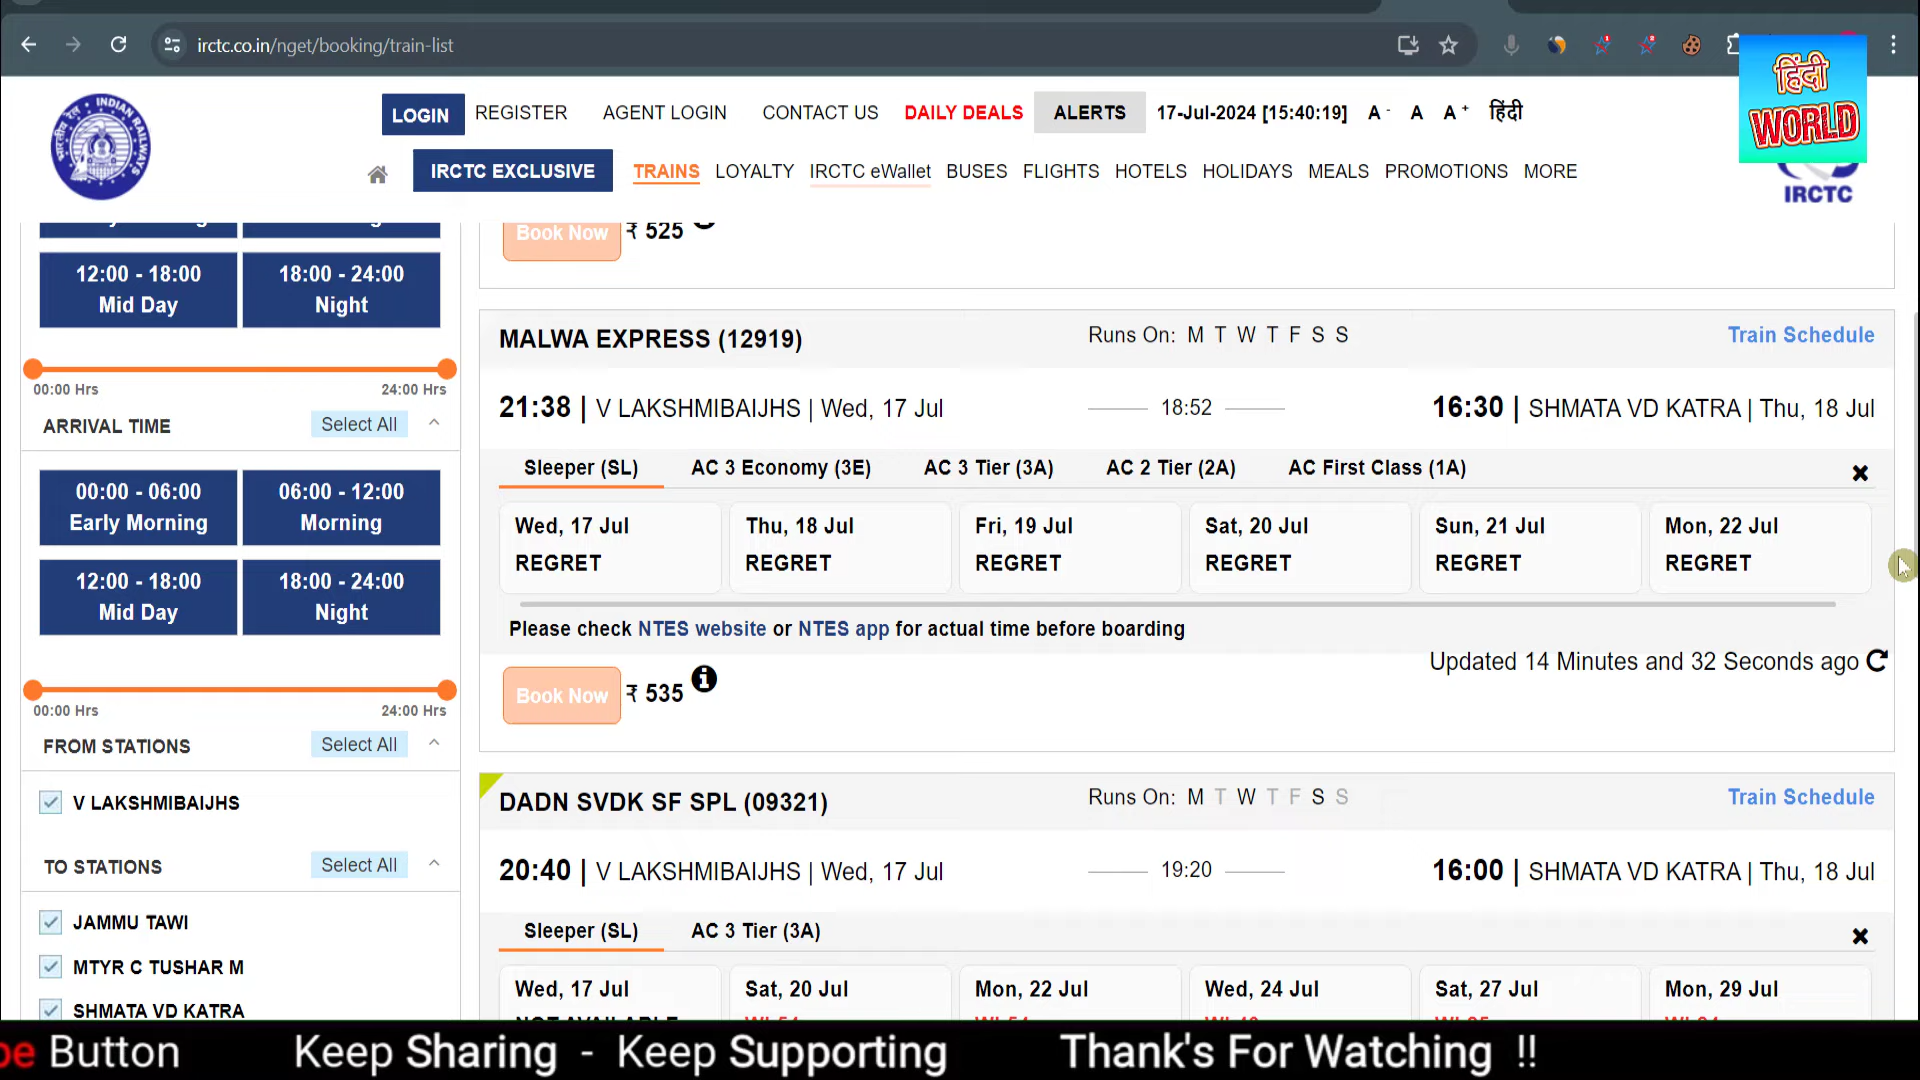 irctc.co.in/nget/booking/train-list
हिंदी
WORLD
INDIAN RAILWAYS
भारतीय रेल
LOGIN REGISTER AGENT LOGIN CONTACT US DAILY DEALS ALERTS 17-Jul-2024 [15:40:19] A- A A+ हिंदी
IRCTC EXCLUSIVE TRAINS LOYALTY IRCTC eWallet BUSES FLIGHTS HOTELS HOLIDAYS MEALS PROMOTIONS MORE
IRCTC
12:00 - 18:00
Mid Day
18:00 - 24:00
Night
00:00 Hrs 24:00 Hrs
ARRIVAL TIME Select All
00:00 - 06:00
Early Morning
06:00 - 12:00
Morning
12:00 - 18:00
Mid Day
18:00 - 24:00
Night
00:00 Hrs 24:00 Hrs
FROM STATIONS Select All
V LAKSHMIBAIJHS
TO STATIONS Select All
JAMMU TAWI
MTYR C TUSHAR M
SHMATA VD KATRA
Book Now ₹ 525
MALWA EXPRESS (12919) Runs On: M T W T F S S Train Schedule
21:38 | V LAKSHMIBAIJHS | Wed, 17 Jul 18:52 16:30 | SHMATA VD KATRA | Thu, 18 Jul
Sleeper (SL) AC 3 Economy (3E) AC 3 Tier (3A) AC 2 Tier (2A) AC First Class (1A)
Wed, 17 Jul Thu, 18 Jul Fri, 19 Jul Sat, 20 Jul Sun, 21 Jul Mon, 22 Jul
REGRET REGRET REGRET REGRET REGRET REGRET
Please check NTES website or NTES app for actual time before boarding
Updated 14 Minutes and 32 Seconds ago
Book Now ₹ 535
DADN SVDK SF SPL (09321) Runs On: M T W T F S S Train Schedule
20:40 | V LAKSHMIBAIJHS | Wed, 17 Jul 19:20 16:00 | SHMATA VD KATRA | Thu, 18 Jul
Sleeper (SL) AC 3 Tier (3A)
Wed, 17 Jul Sat, 20 Jul Mon, 22 Jul Wed, 24 Jul Sat, 27 Jul Mon, 29 Jul
be Button Keep Sharing - Keep Supporting Thank's For Watching !!